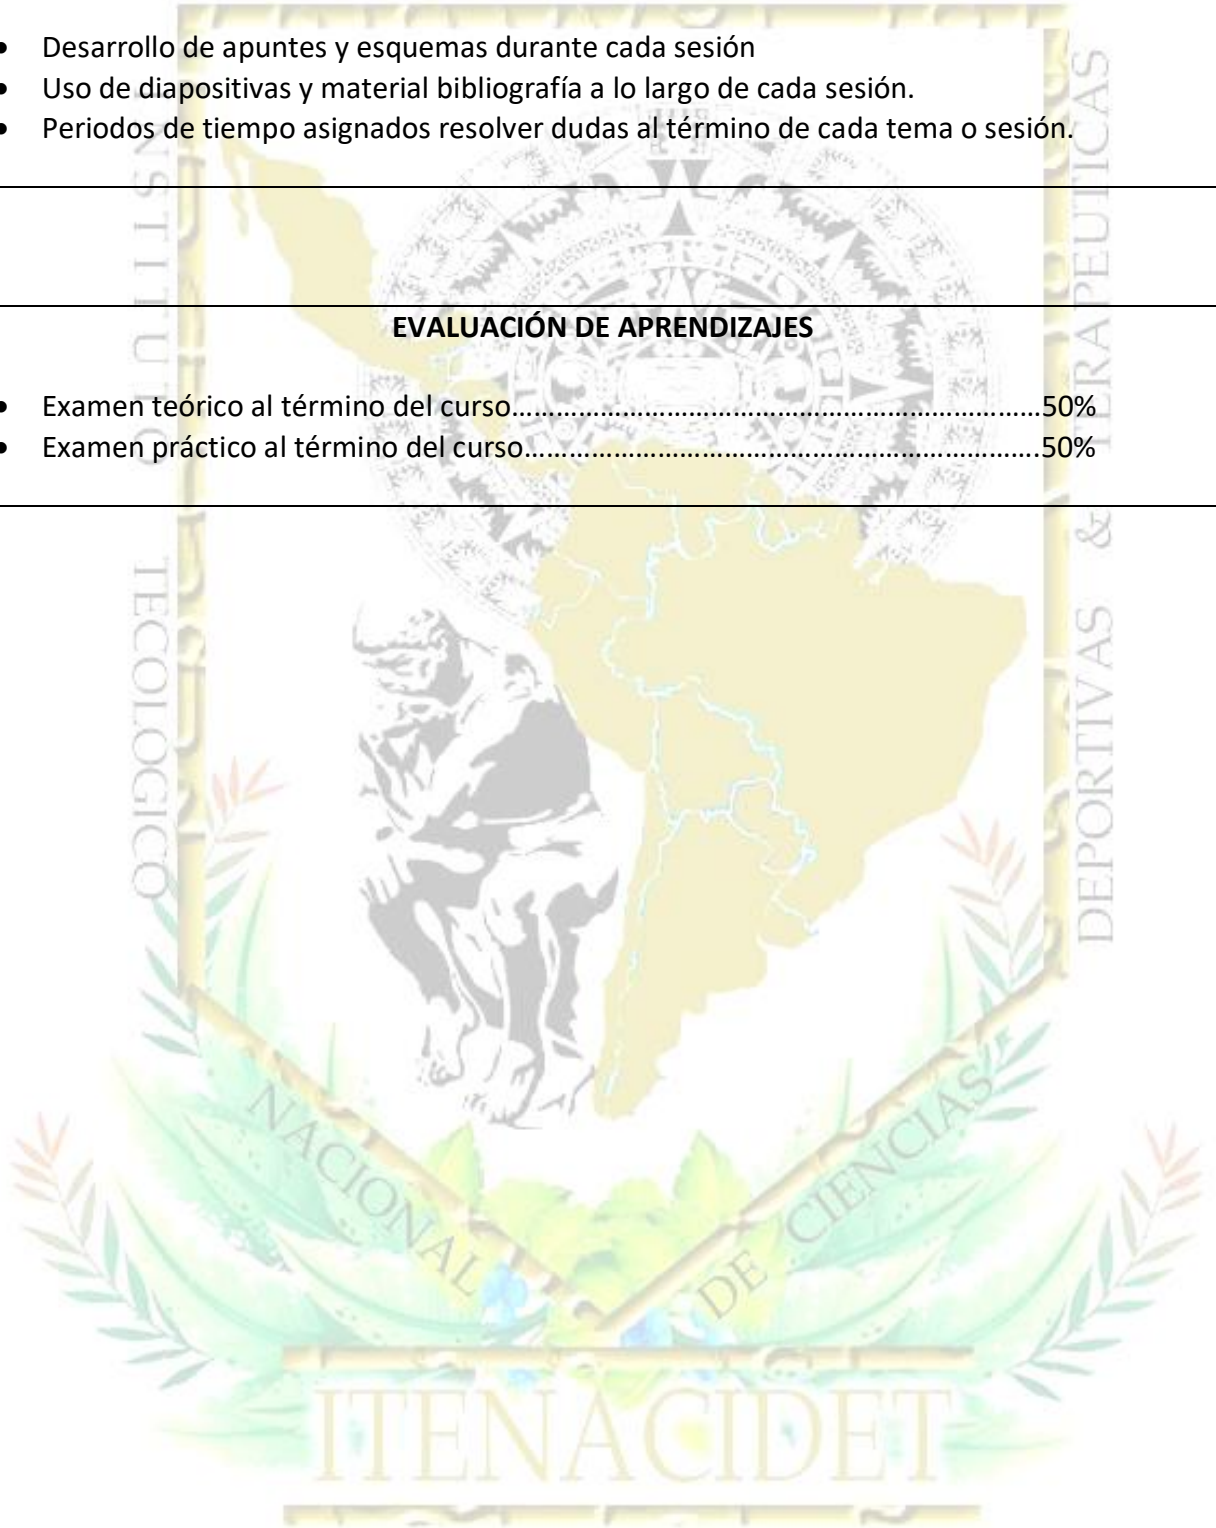 • Desarrollo de apuntes y esquemas durante cada sesión
• Uso de diapositivas y material bibliografía a lo largo de cada sesión.
• Periodos de tiempo asignados resolver dudas al término de cada tema o sesión.
EVALUACIÓN DE APRENDIZAJES
• Examen teórico al término del curso……………………………………………………………50%
• Examen práctico al término del curso…………………………………………………………….50%
INSTITUTO
TECOLOGICO
NACIONAL
DE CIENCIAS
DEPORTIVAS & TERAPEUTICAS
ITENACIDET